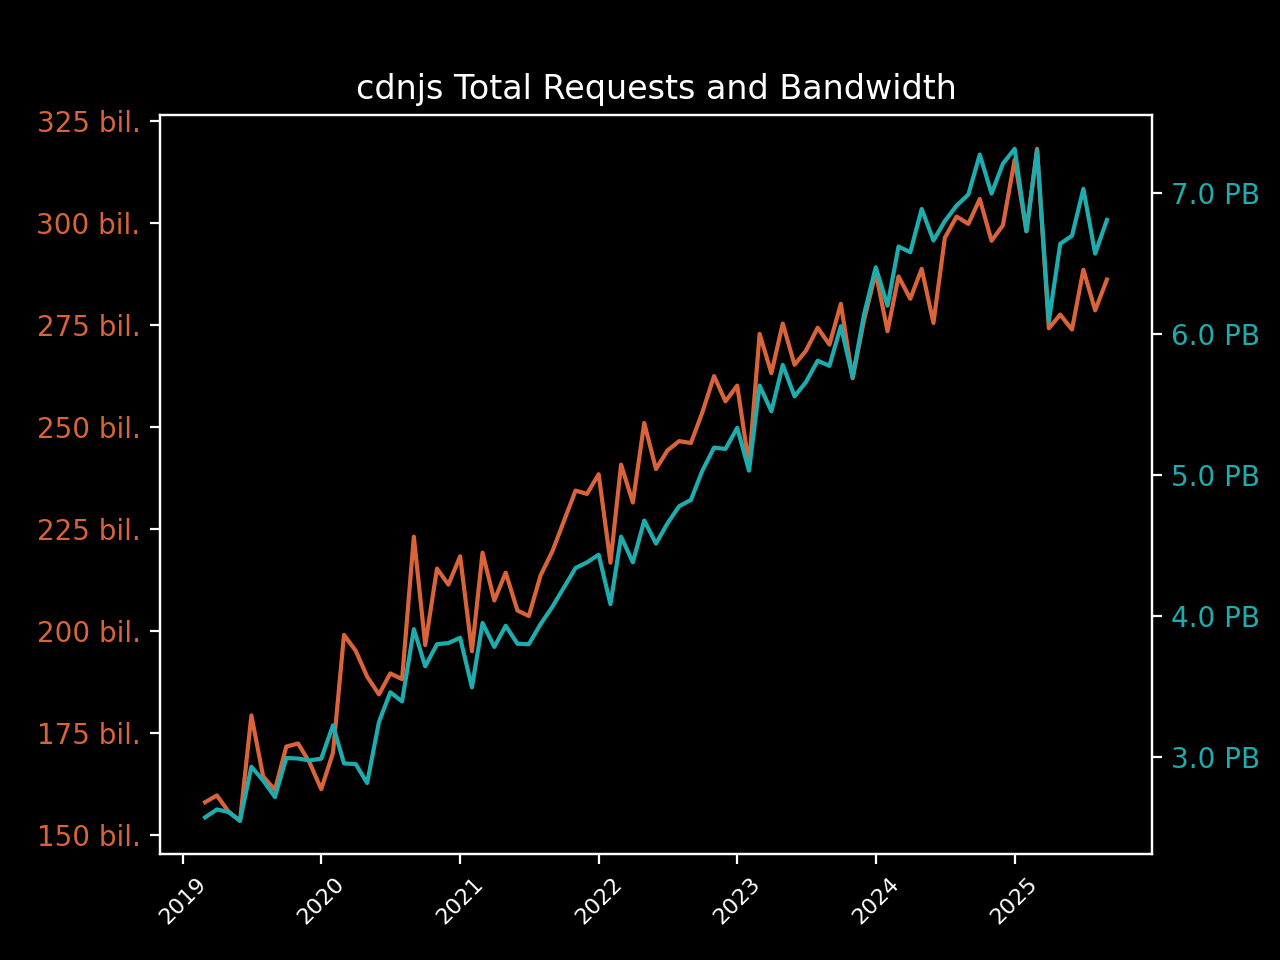 cdnjs Total Requests and Bandwidth
325 bil.
300 bil.
275 bil.
250 bil.
225 bil.
200 bil.
175 bil.
150 bil.
7.0 PB
6.0 PB
5.0 PB
4.0 PB
3.0 PB
2019
2020
2021
2022
2023
2024
2025